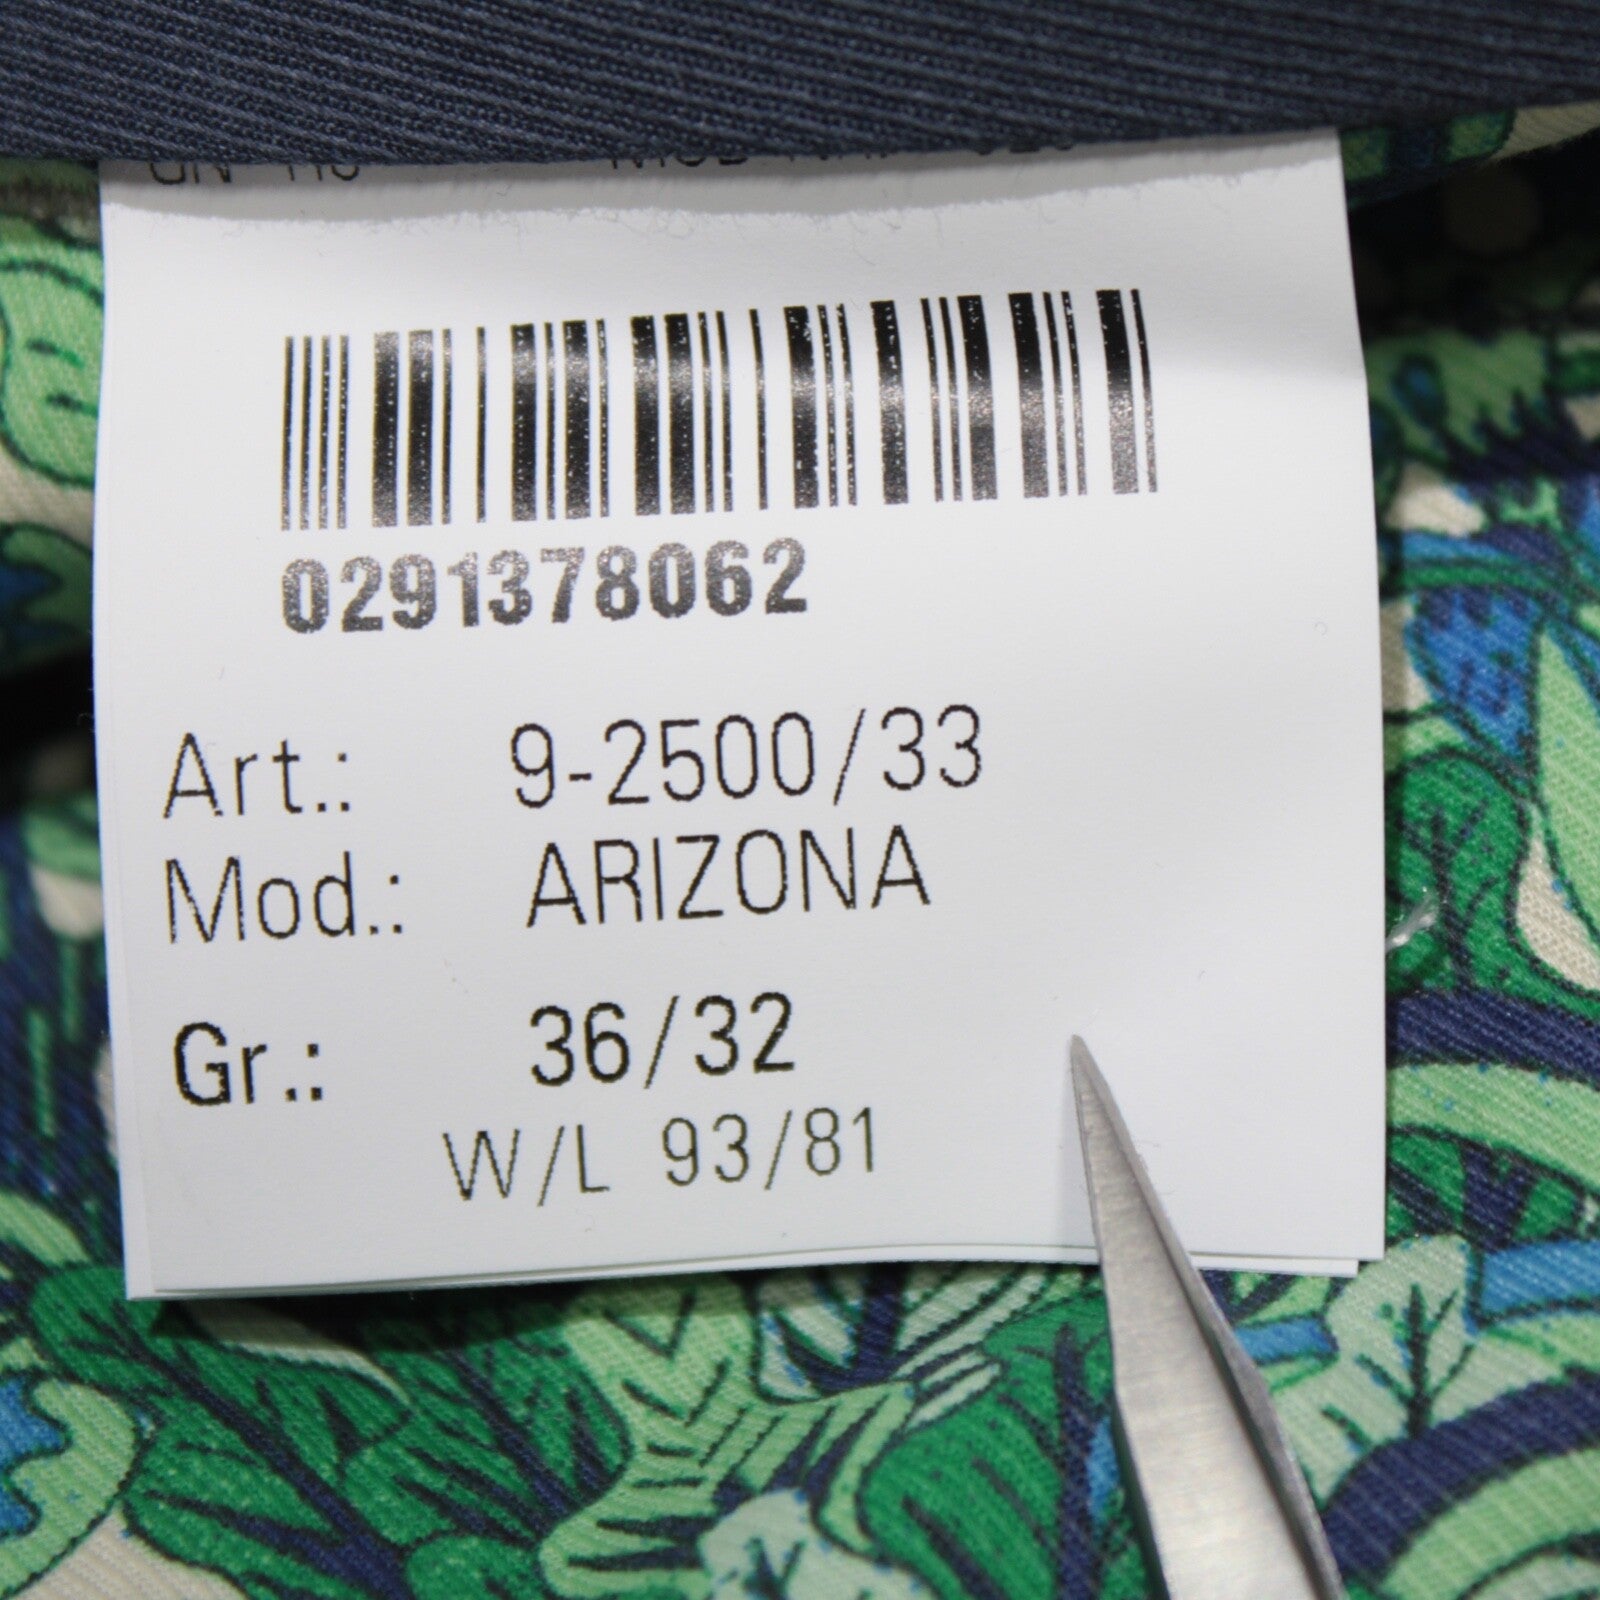 0291378062
Art.: 9-2500/33
Mod.: ARIZONA
Gr.: 36/32
W/L 93/81